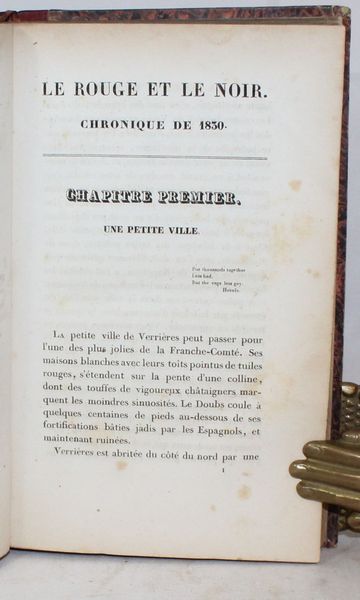 LE ROUGE ET LE NOIR.
CHRONIQUE DE 1830.
CHAPITRE PREMIER.
UNE PETITE VILLE.
Put thousands together
Less bad,
But the cage less gay.
Hobbes.
La petite ville de Verrières peut passer pour
l'une des plus jolies de la Franche-Comté. Ses
maisons blanches avec leurs toits pointus de tuiles
rouges, s'étendent sur la pente d'une colline,
dont des touffes de vigoureux châtaigners mar-
quent les moindres sinuosités. Le Doubs coule à
quelques centaines de pieds au-dessous de ses
fortifications bâties jadis par les Espagnols, et
maintenant ruinées.
Verrières est abritée du côté du nord par une
1